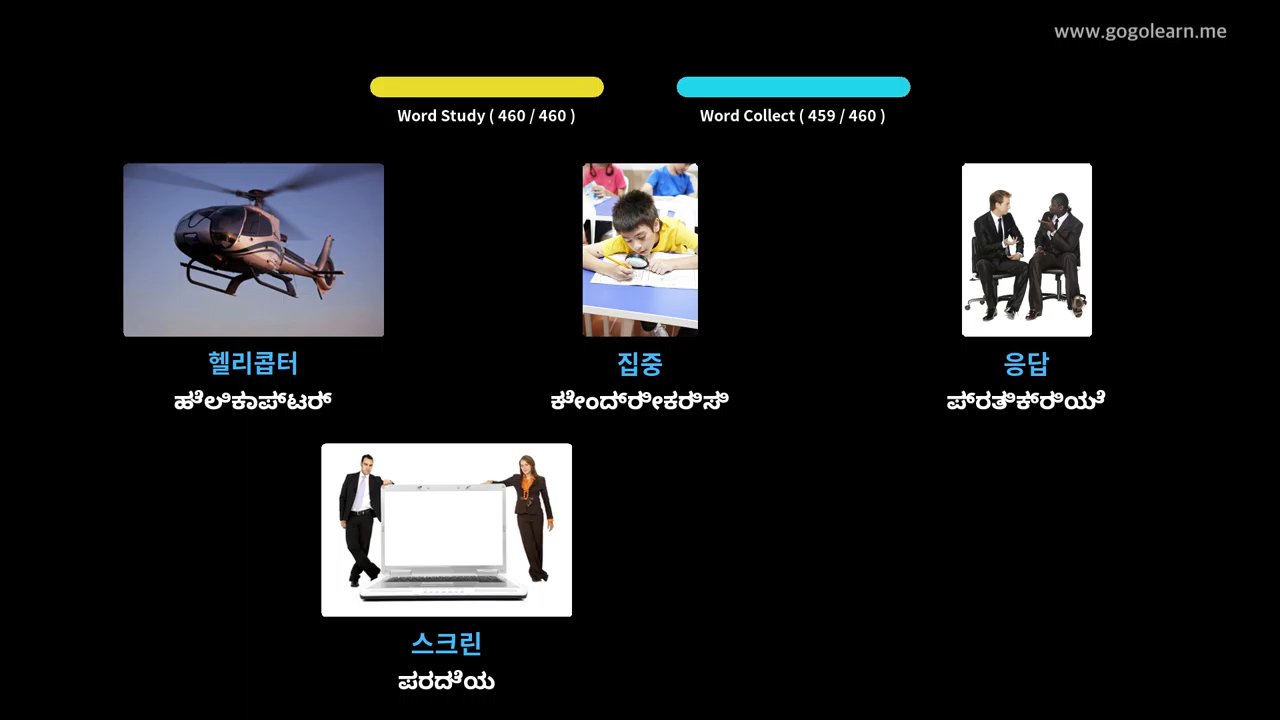 www.gogolearn.me
Word Study ( 460 / 460 )
Word Collect ( 459 / 460 )
헬리콥터
ಹೆಲಿಕಾಪ್ಟರ್
집중
ಕೇಂದ್ರೀಕರಿಸಿ
응답
ಪ್ರತಿಕ್ರಿಯೆ
스크린
ಪರದೆಯ